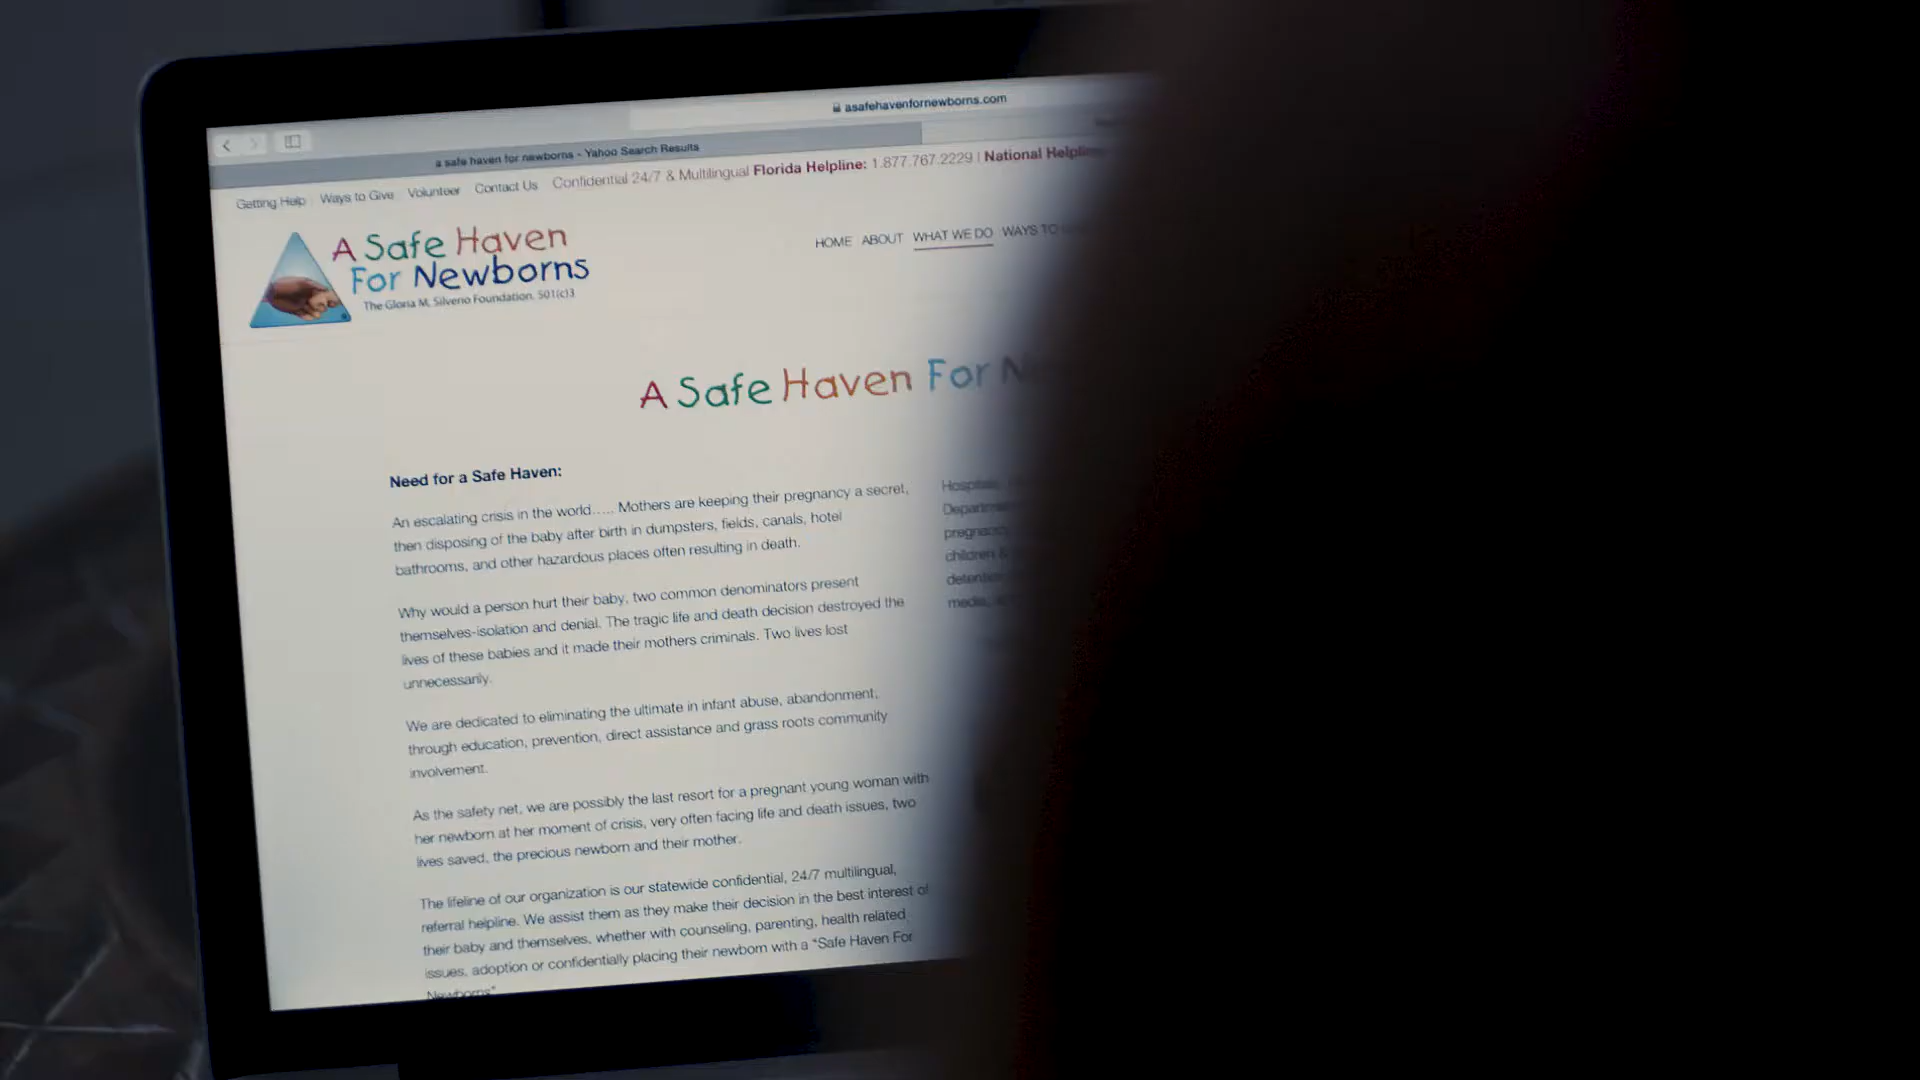 asafehavenfornewborns.com
a safe haven for newborns - Yahoo Search Results
Getting Help Ways to Give Volunteer Contact Us Confidential 24/7 & Multilingual Florida Helpline: 1.877.767.2229 | National Helpline
A Safe Haven
For Newborns
The Gloria M. Silverio Foundation, 501(c)3
HOME ABOUT WHAT WE DO WAYS TO
A Safe Haven For N
Need for a Safe Haven:
An escalating crisis in the world..... Mothers are keeping their pregnancy a secret,
then disposing of the baby after birth in dumpsters, fields, canals, hotel
bathrooms, and other hazardous places often resulting in death.
Why would a person hurt their baby, two common denominators present
themselves-isolation and denial. The tragic life and death decision destroyed the
lives of these babies and it made their mothers criminals. Two lives lost
unnecessarily.
We are dedicated to eliminating the ultimate in infant abuse, abandonment,
through education, prevention, direct assistance and grass roots community
involvement.
As the safety net, we are possibly the last resort for a pregnant young woman with
her newborn at her moment of crisis, very often facing life and death issues, two
lives saved, the precious newborn and their mother.
The lifeline of our organization is our statewide confidential, 24/7 multilingual,
referral helpline. We assist them as they make their decision in the best interest of
their baby and themselves, whether with counseling, parenting, health related
issues, adoption or confidentially placing their newborn with a "Safe Haven For
Newborns"
pregnancy
children &
media,